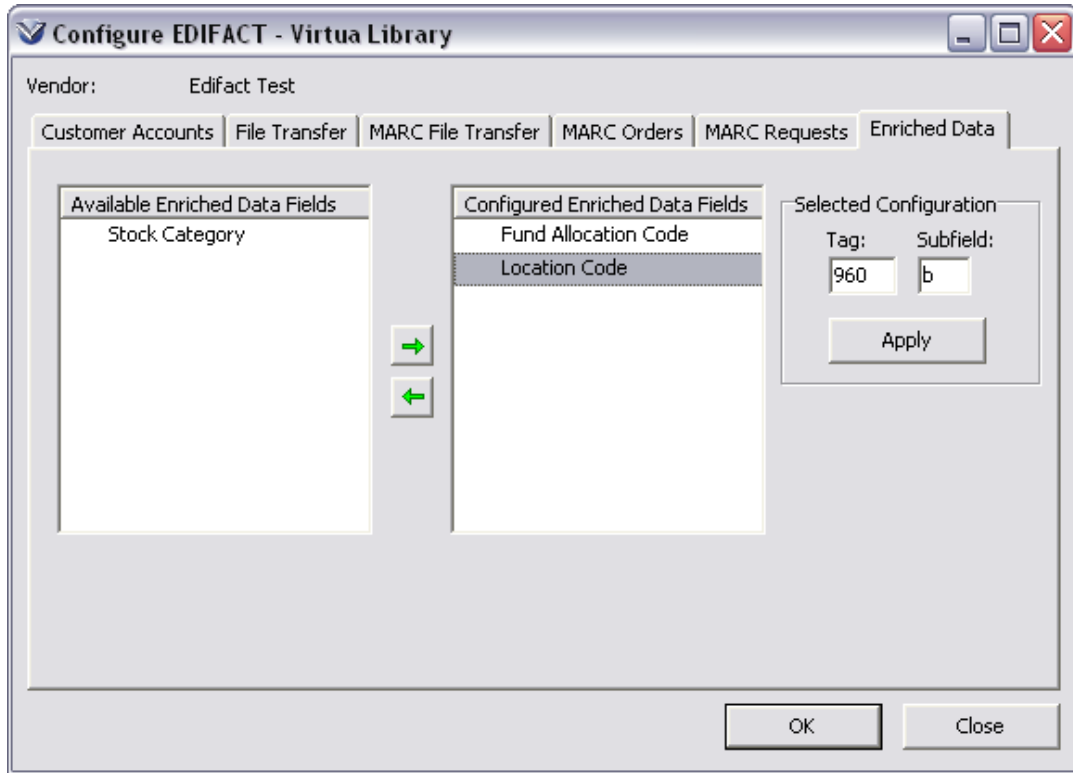 Configure EDIFACT - Virtua Library
Vendor: Edifact Test
Customer Accounts File Transfer MARC File Transfer MARC Orders MARC Requests Enriched Data
Available Enriched Data Fields
Stock Category
Configured Enriched Data Fields
Fund Allocation Code
Location Code
Selected Configuration
Tag: Subfield:
960 b
Apply
OK Close